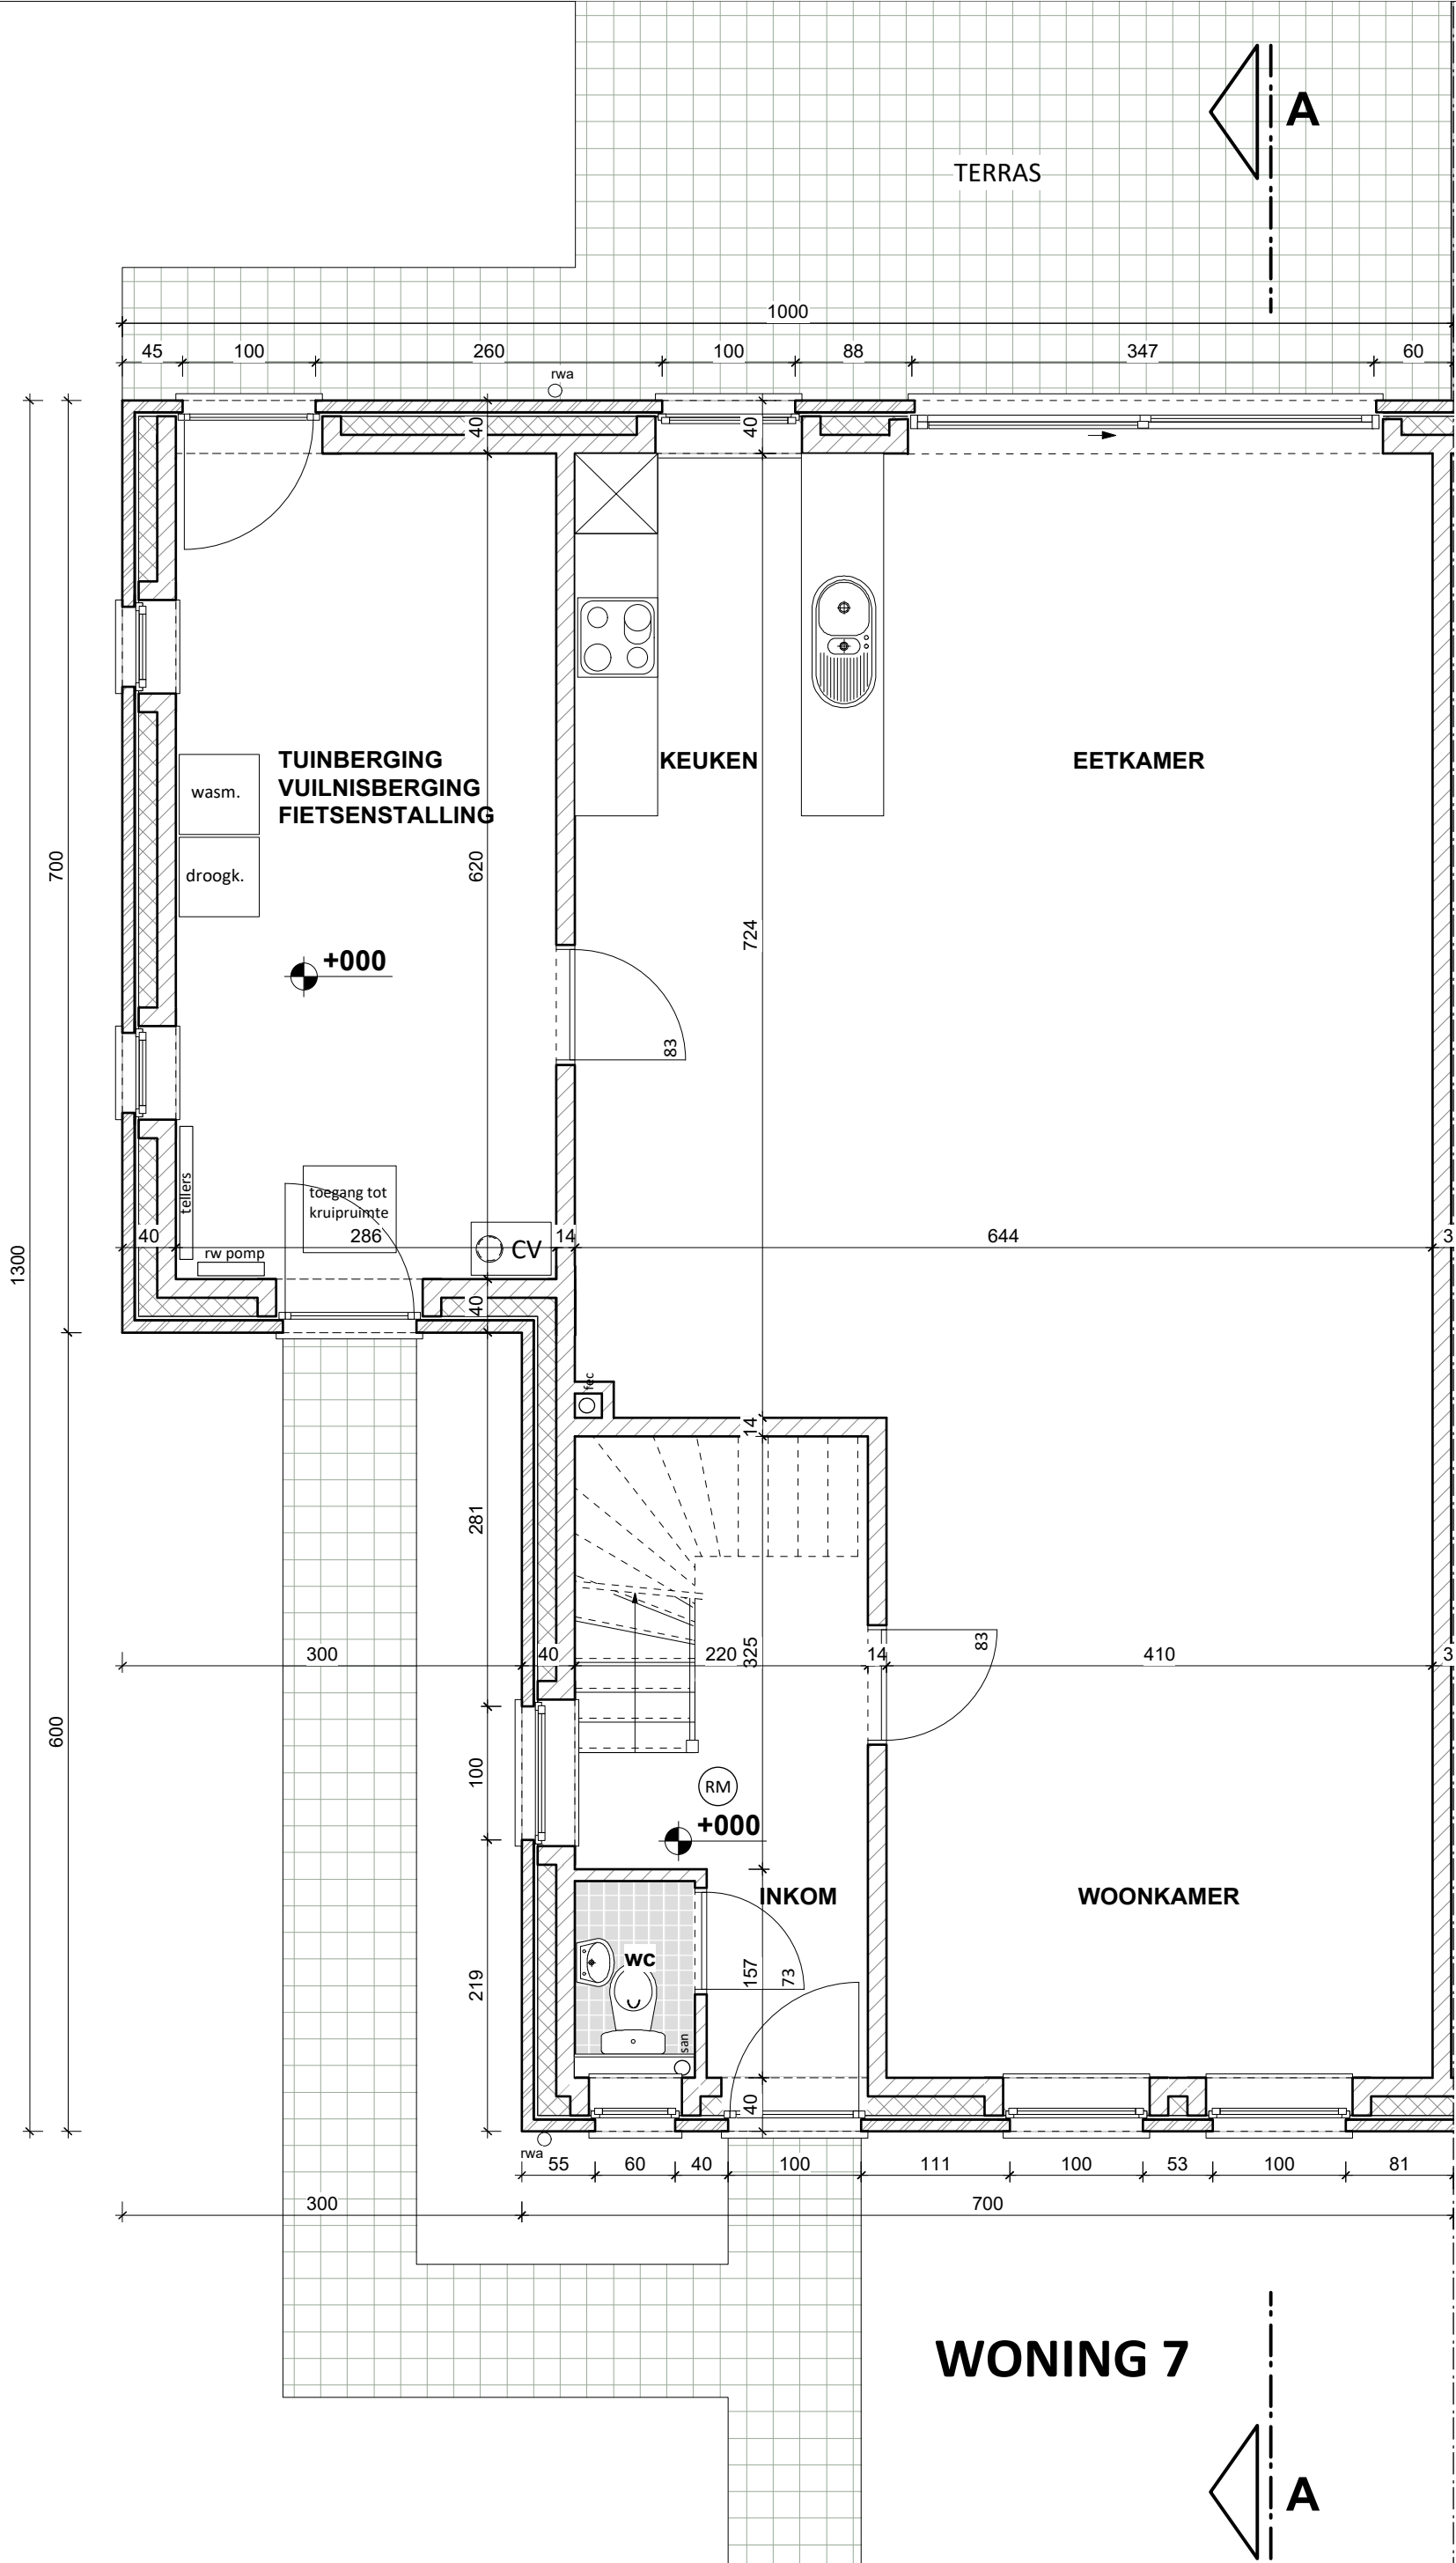 A
TERRAS
1000
45 100 260 100 88 347 60
rwa
40 40
TUINBERGING
VUILNISBERGING
FIETSENSTALLING
KEUKEN
EETKAMER
wasm.
droogk.
620
700
724
+000
83
tellers
toegang tot
kruipruimte
40 286 14 644 3
rw pomp
CV
1300
40
fec
14
281
300 40 220 325 14 83 410 3
600
100
RM
+000
INKOM
WOONKAMER
wc
157 73
219
san
40
rwa
55 60 40 100 111 100 53 100 81
300 700
WONING 7
A